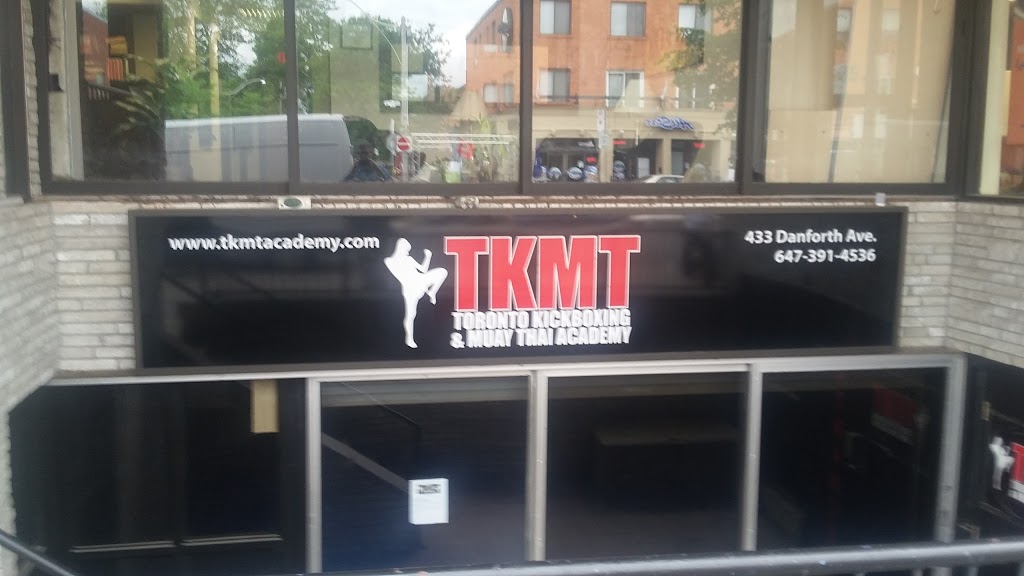 www.tkmtacademy.com
TKMT
TORONTO KICKBOXING
& MUAY THAI ACADEMY
433 Danforth Ave.
647-391-4536